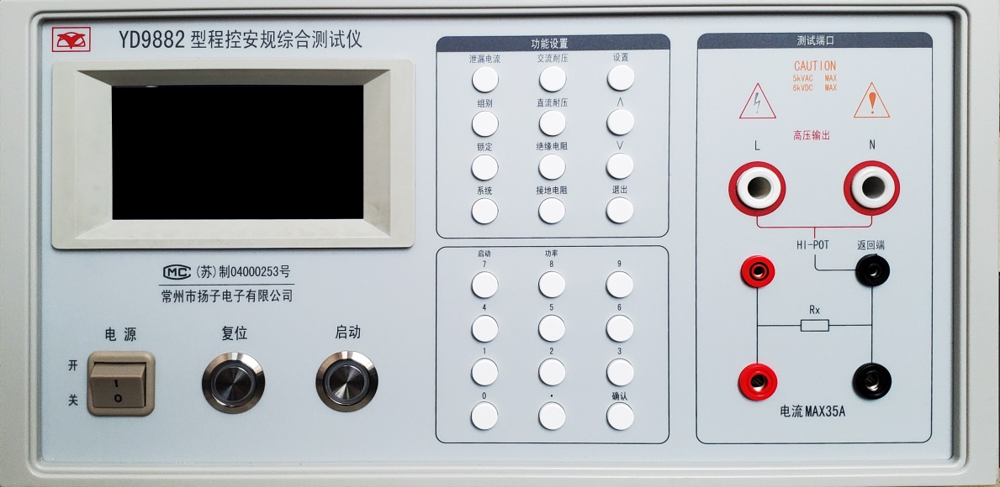 YD9882 型程控安规综合测试仪
MC (苏)制04000253号
常州市扬子电子有限公司
电 源
开
关
I
O
复位
启动
功能设置
泄漏电流 交流耐压 设置
组别 直流耐压 ∧
锁定 绝缘电阻 ∨
系统 接地电阻 退出
启动 功率
7 8 9
4 5 6
1 2 3
0 · 确认
测试端口
CAUTION
5kVAC MAX
6kVDC MAX
高压输出
L N
HI-POT 返回端
Rx
电流MAX35A